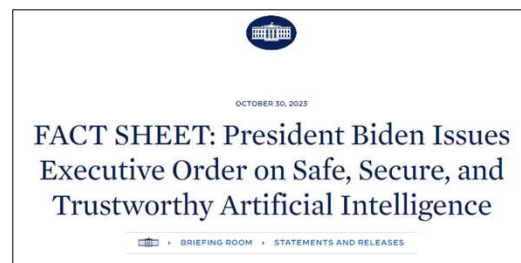 OCTOBER 30, 2023
FACT SHEET: President Biden Issues
Executive Order on Safe, Secure, and
Trustworthy Artificial Intelligence
BRIEFING ROOM STATEMENTS AND RELEASES